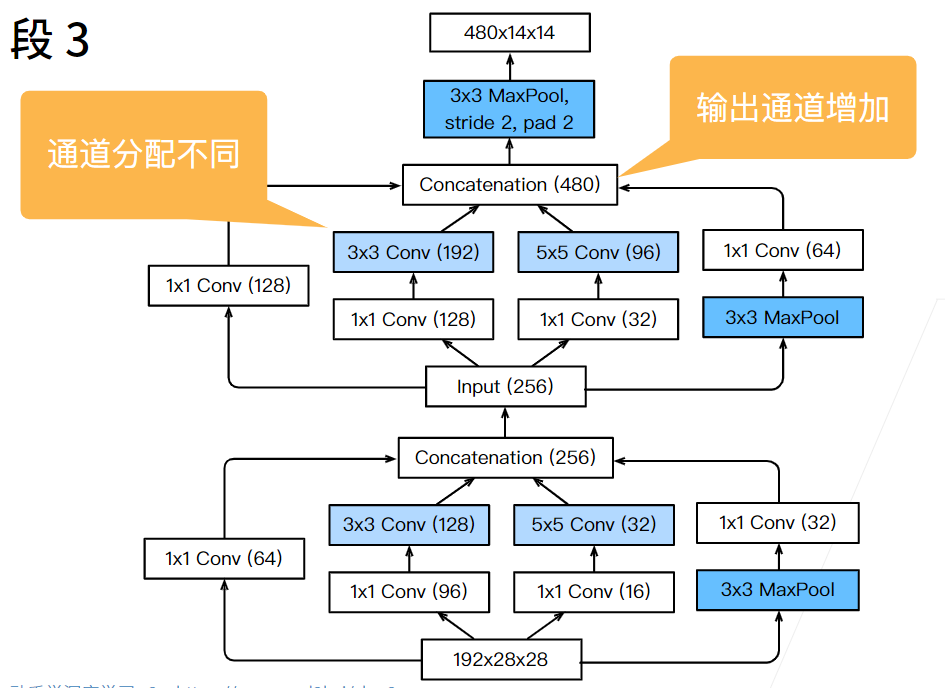 段 3
480x14x14
3x3 MaxPool,
stride 2, pad 2
输出通道增加
通道分配不同
Concatenation (480)
3x3 Conv (192)
5x5 Conv (96)
1x1 Conv (64)
1x1 Conv (128)
1x1 Conv (128)
1x1 Conv (32)
3x3 MaxPool
Input (256)
Concatenation (256)
3x3 Conv (128)
5x5 Conv (32)
1x1 Conv (32)
1x1 Conv (64)
1x1 Conv (96)
1x1 Conv (16)
3x3 MaxPool
192x28x28